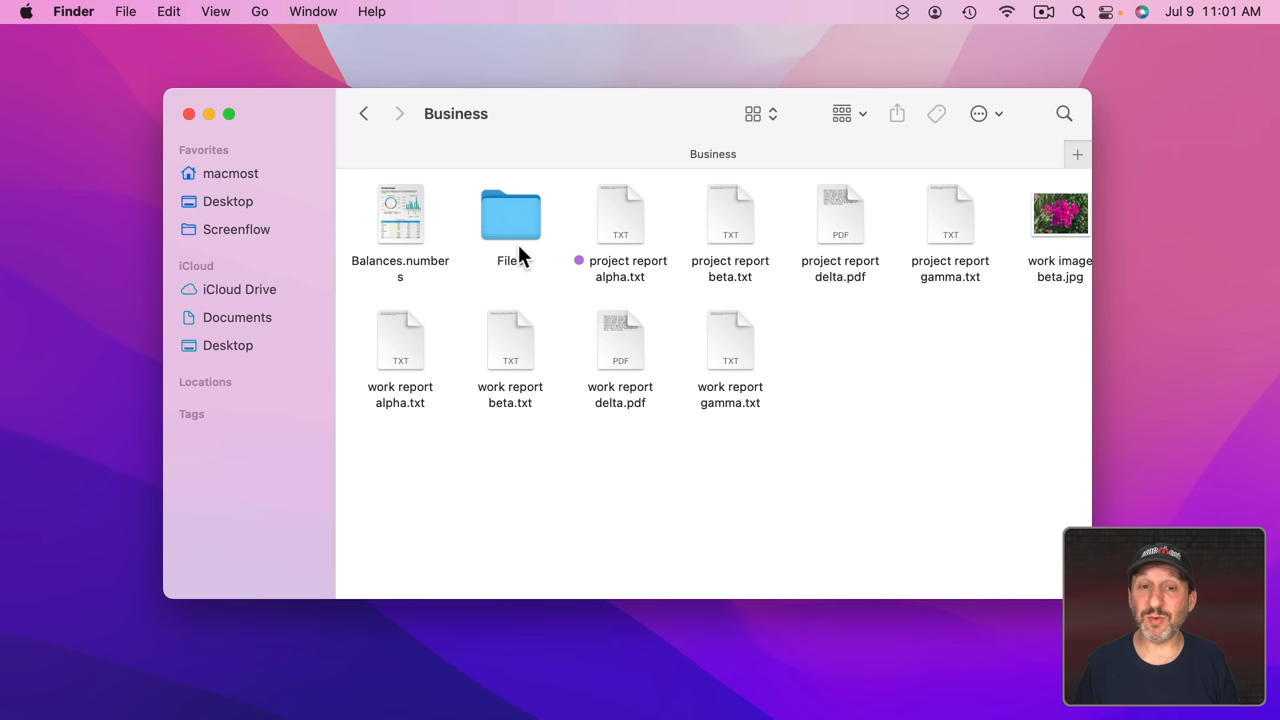 Finder File Edit View Go Window Help Jul 9 11:01 AM
Business
Favorites
macmost
Desktop
Screenflow
iCloud
iCloud Drive
Documents
Desktop
Locations
Tags
Business
+
TXT
TXT
PDF
TXT
Balances.number
s
File
project report
alpha.txt
project report
beta.txt
project report
delta.pdf
project report
gamma.txt
work image
beta.jpg
TXT
TXT
PDF
TXT
work report
alpha.txt
work report
beta.txt
work report
delta.pdf
work report
gamma.txt